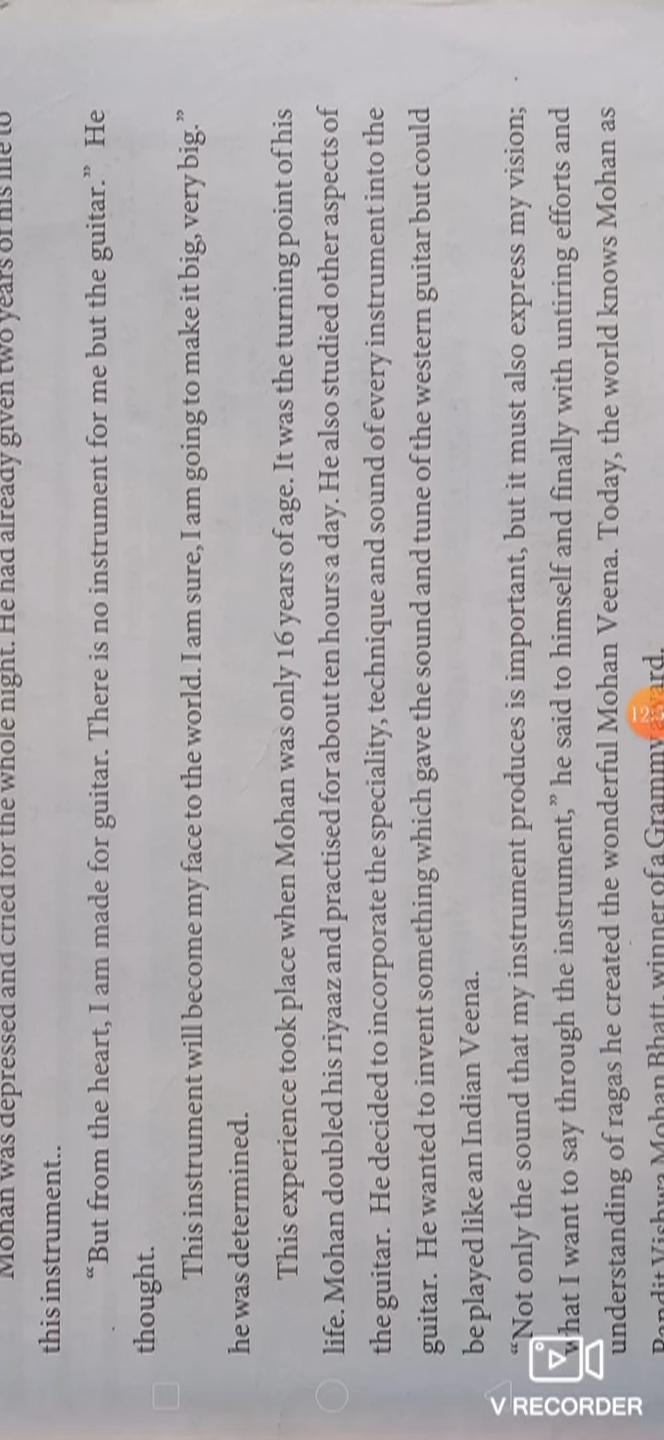 Mohan was depressed and cried for the whole night. He had already given two years of his life to
this instrument..
“But from the heart, I am made for guitar. There is no instrument for me but the guitar.” He
thought.
This instrument will become my face to the world. I am sure, I am going to make it big, very big.”
he was determined.
This experience took place when Mohan was only 16 years of age. It was the turning point of his
life. Mohan doubled his riyaaz and practised for about ten hours a day. He also studied other aspects of
the guitar. He decided to incorporate the speciality, technique and sound of every instrument into the
guitar. He wanted to invent something which gave the sound and tune of the western guitar but could
be played like an Indian Veena.
“Not only the sound that my instrument produces is important, but it must also express my vision;
what I want to say through the instrument,” he said to himself and finally with untiring efforts and
understanding of ragas he created the wonderful Mohan Veena. Today, the world knows Mohan as
Pandit Vishwa Mohan Bhatt, winner of a Grammy award.
V RECORDER